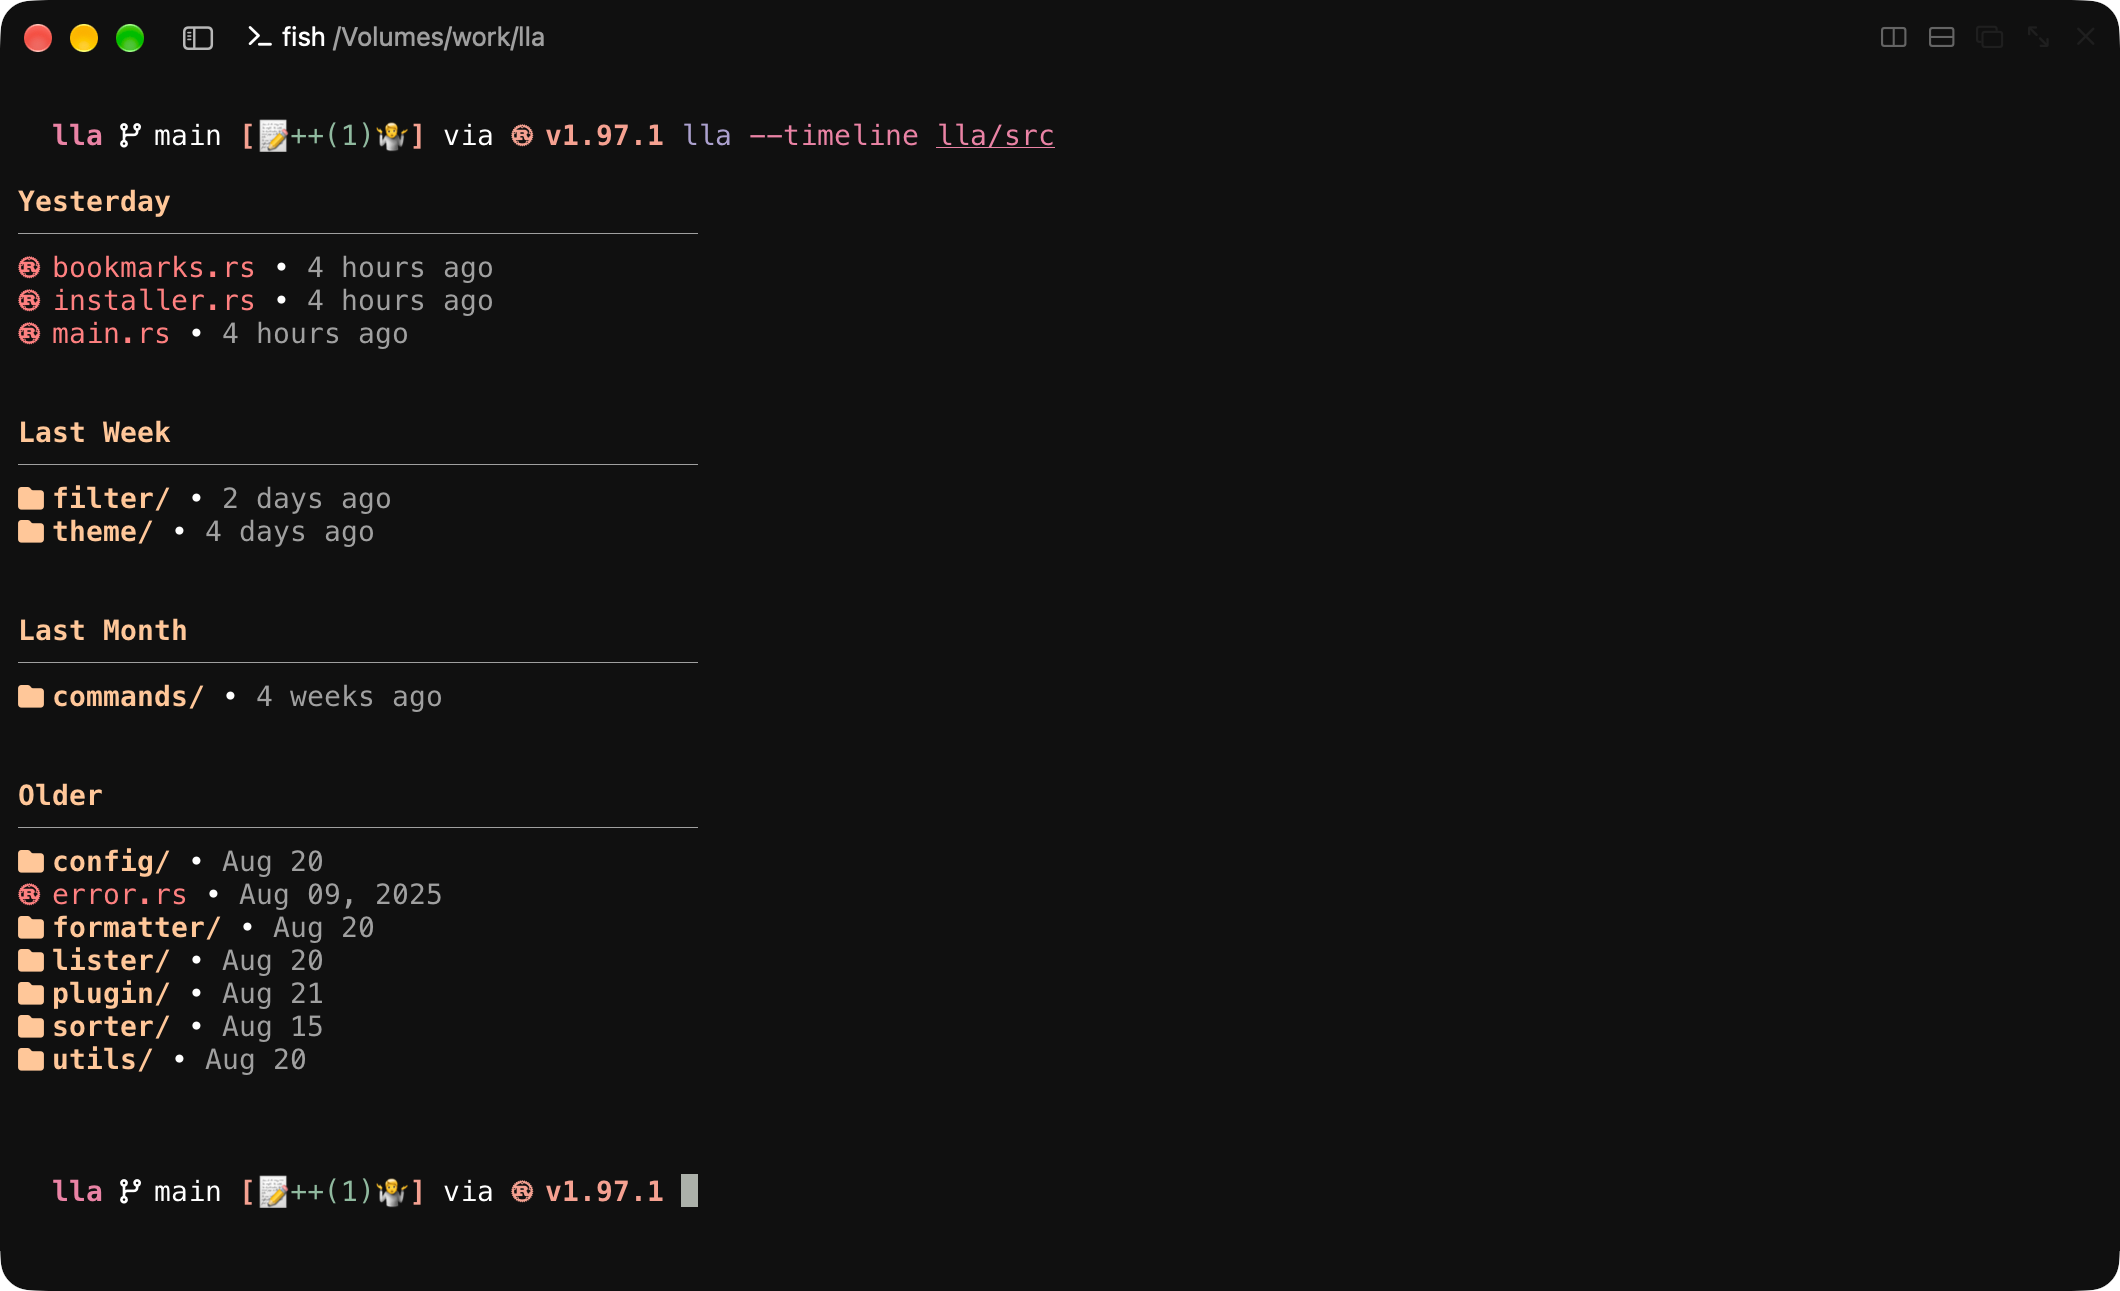 fish /Volumes/work/lla
lla main [📝++(1)🤷] via v1.97.1 lla --timeline lla/src
Yesterday
bookmarks.rs • 4 hours ago
installer.rs • 4 hours ago
main.rs • 4 hours ago
Last Week
filter/ • 2 days ago
theme/ • 4 days ago
Last Month
commands/ • 4 weeks ago
Older
config/ • Aug 20
error.rs • Aug 09, 2025
formatter/ • Aug 20
lister/ • Aug 20
plugin/ • Aug 21
sorter/ • Aug 15
utils/ • Aug 20
lla main [📝++(1)🤷] via v1.97.1